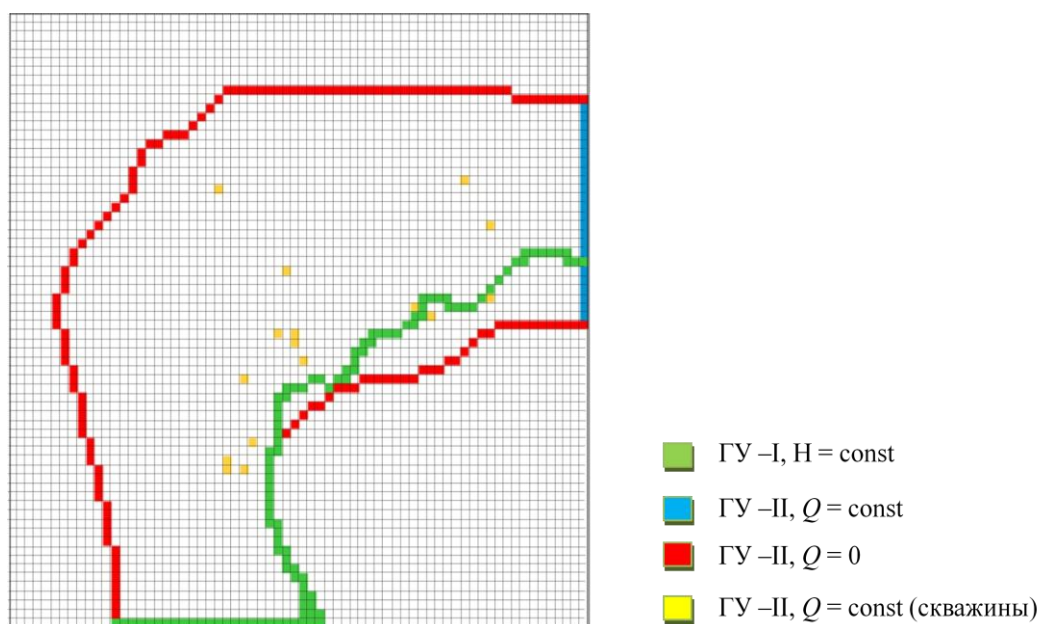 ГУ –I, H = const
ГУ –II, Q = const
ГУ –II, Q = 0
ГУ –II, Q = const (скважины)